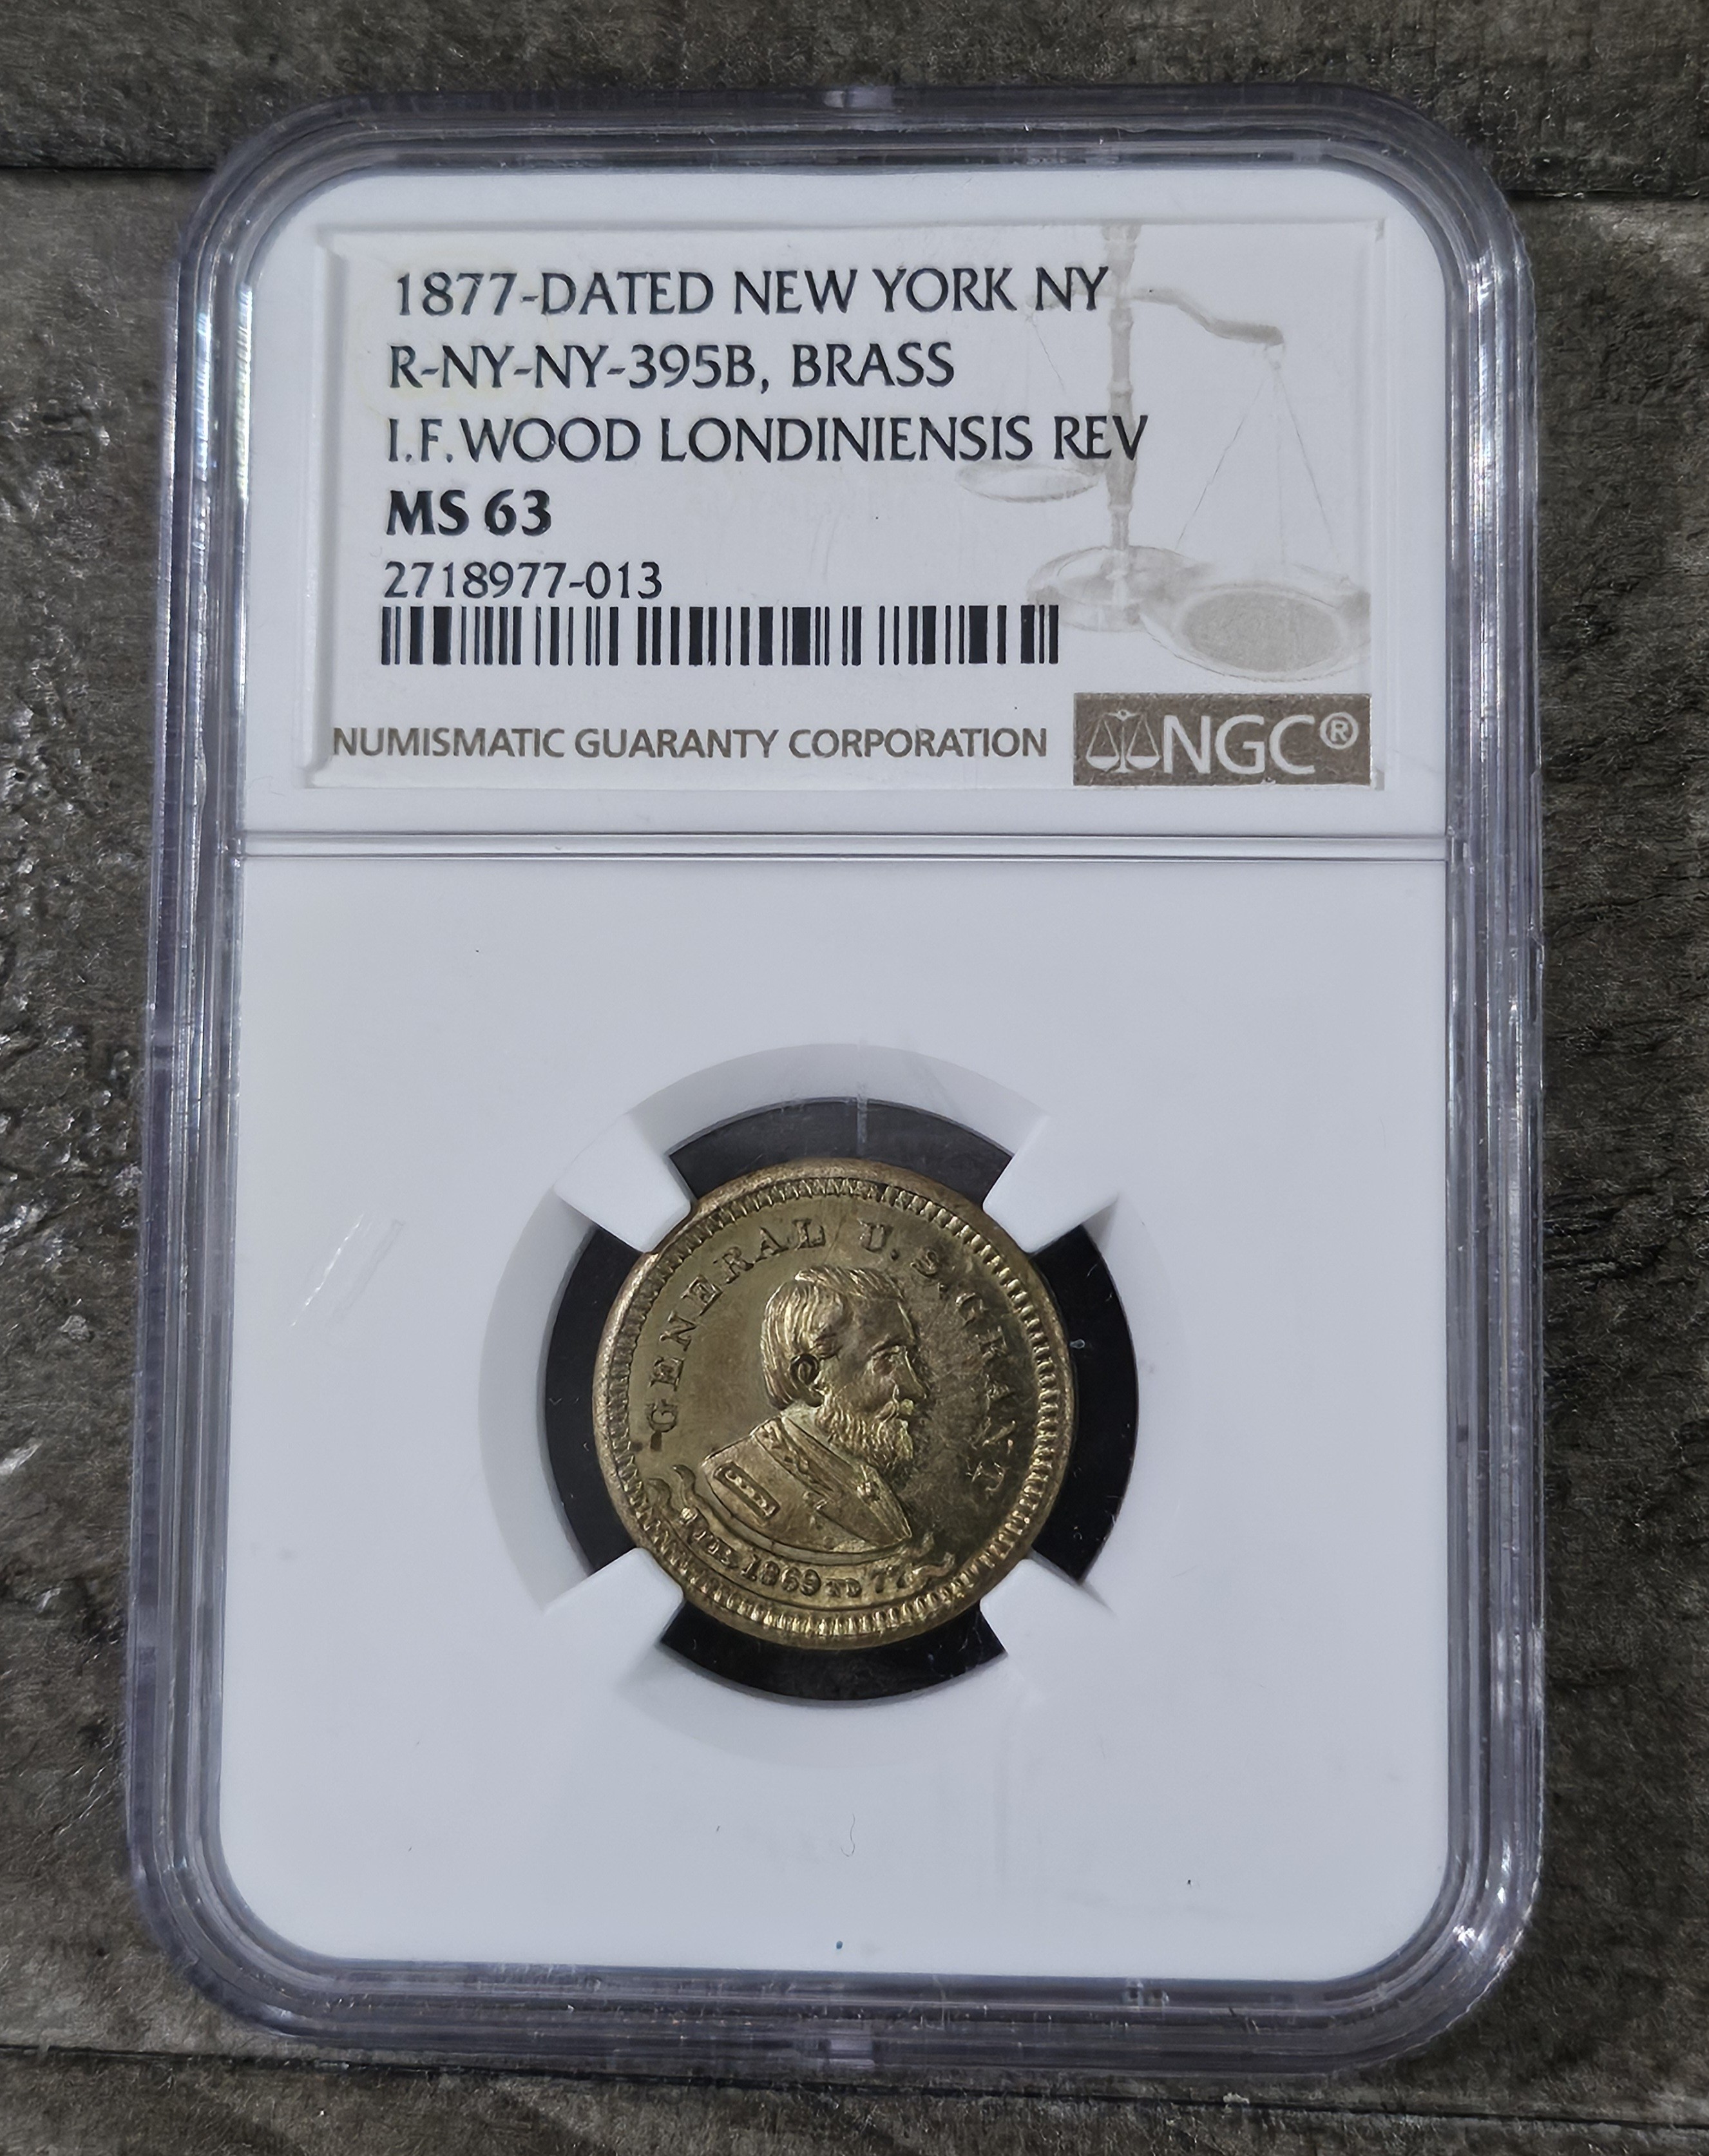 1877-DATED NEW YORK NY
R-NY-NY-395B, BRASS
I.F.WOOD LONDINIENSIS REV
MS 63
2718977-013
NUMISMATIC GUARANTY CORPORATION
NGC®
GENERAL U.S.GRANT
1869 TO 77